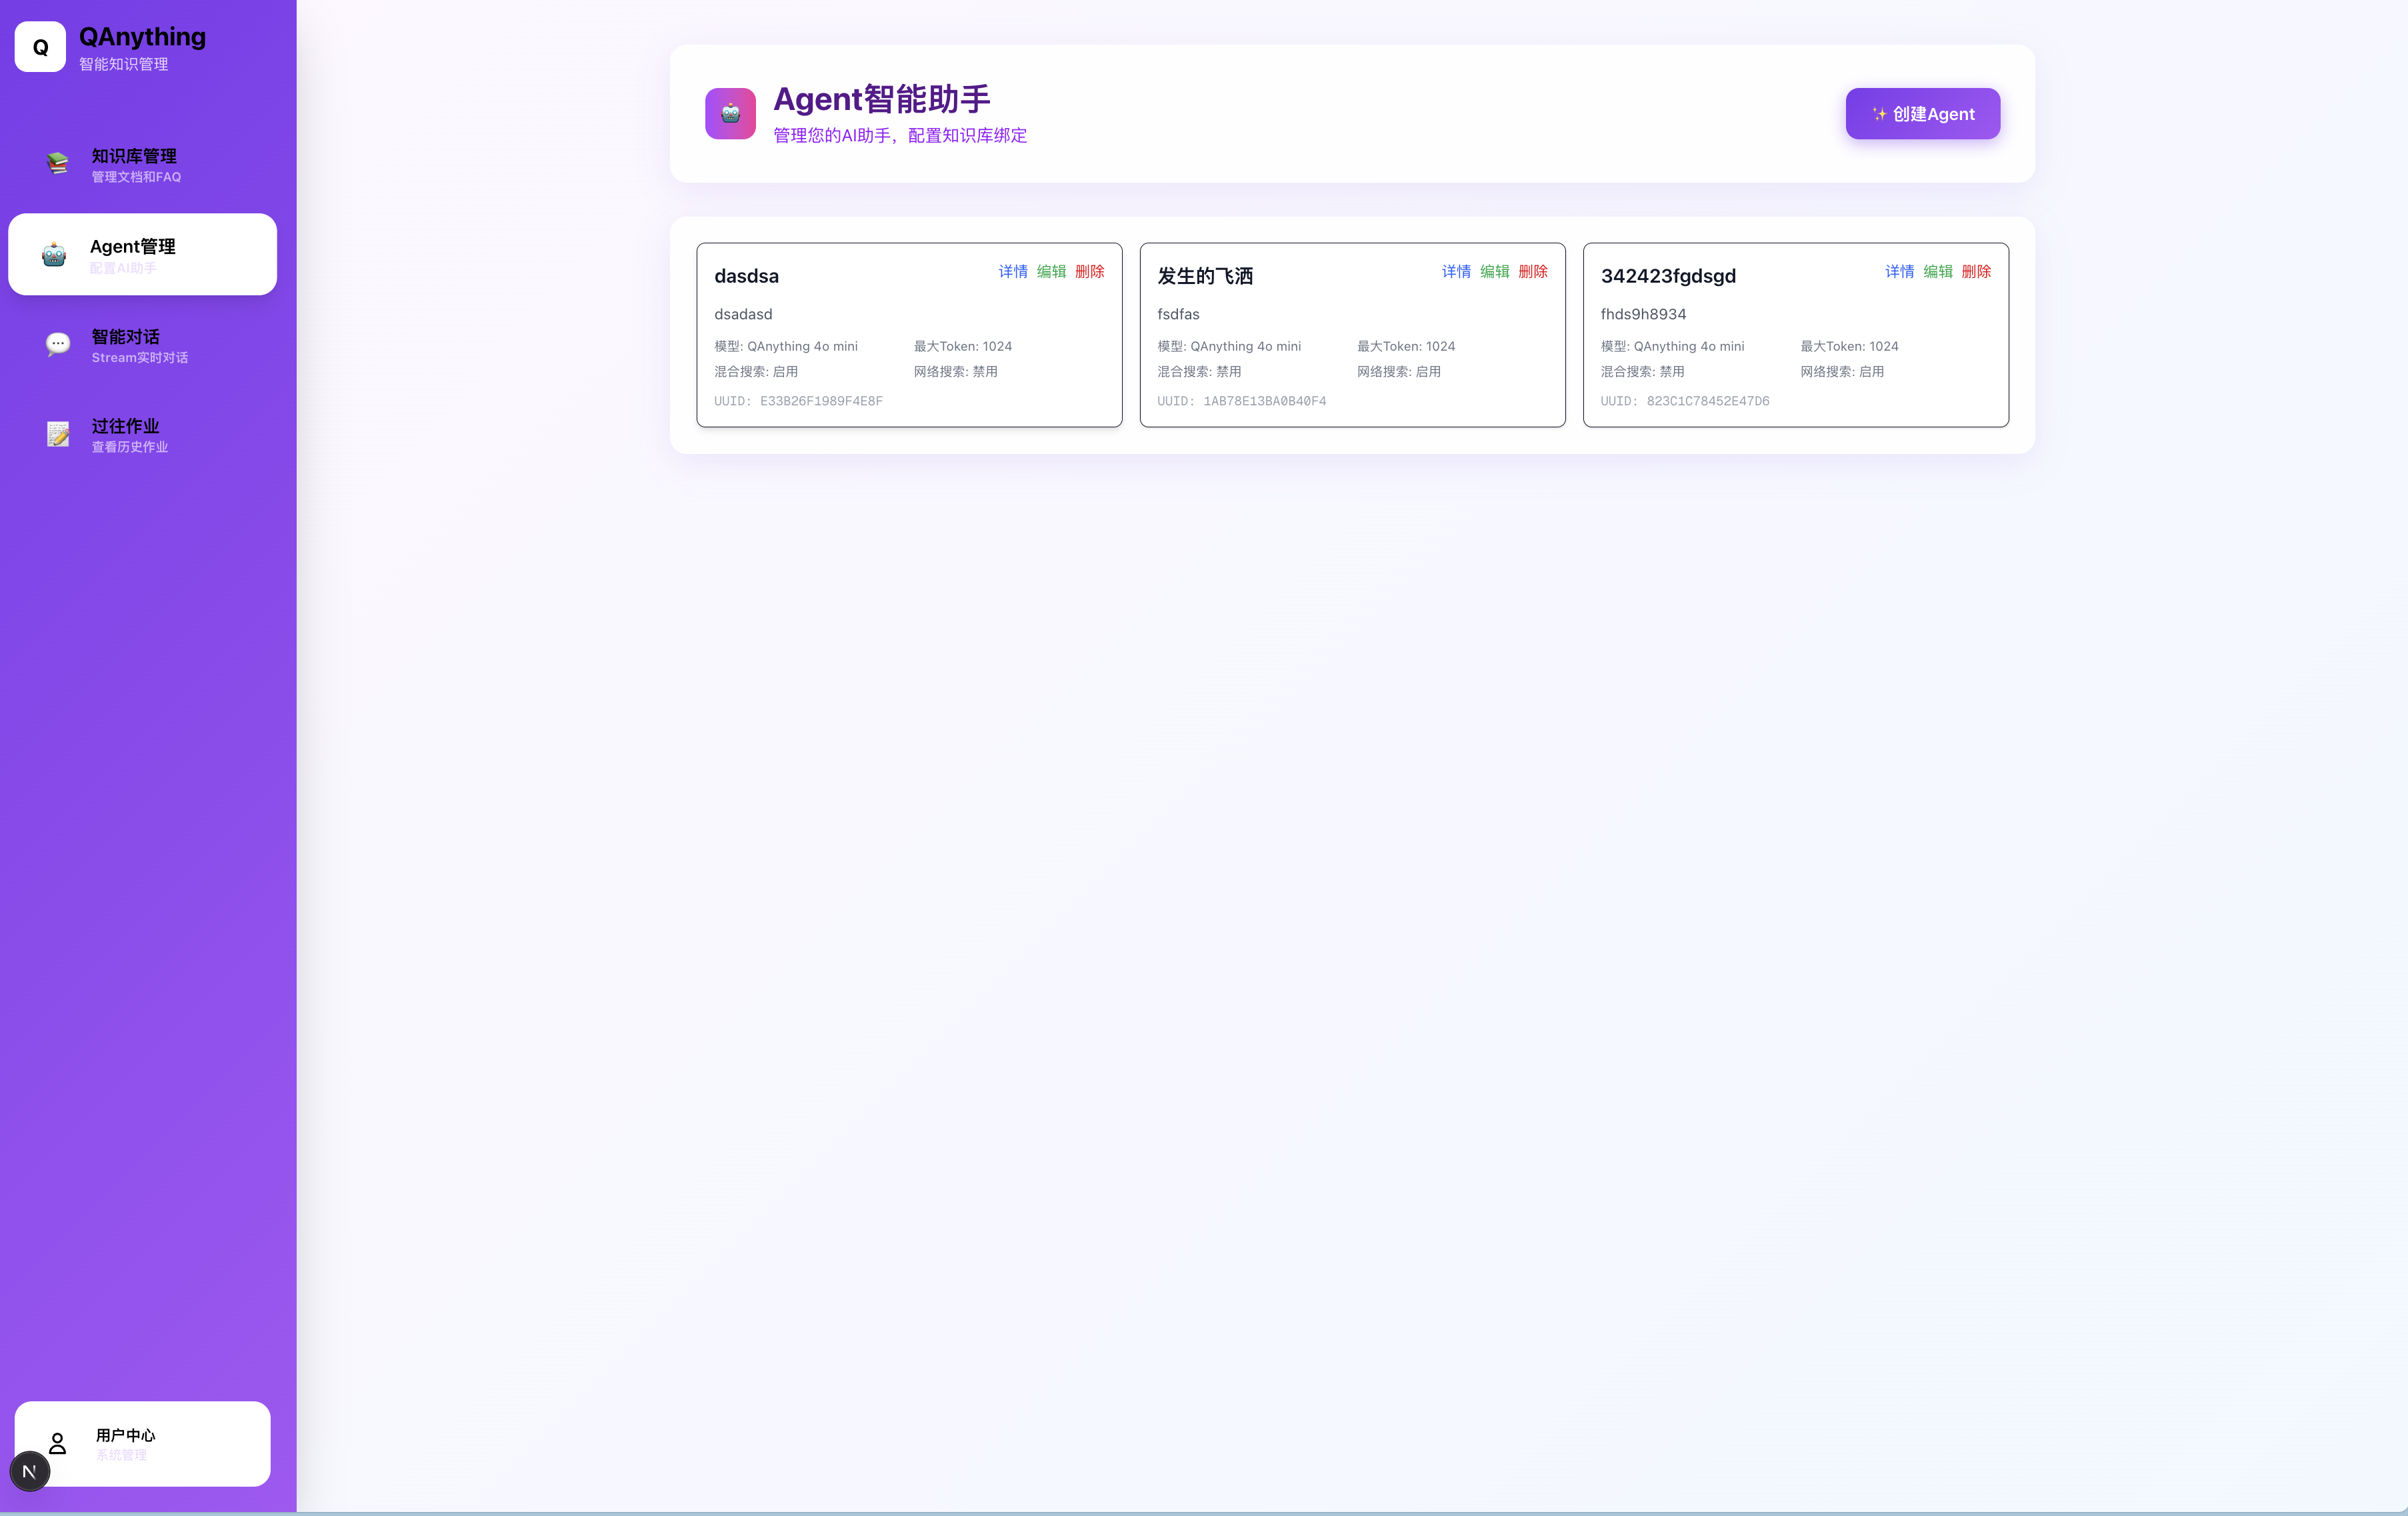 Q
QAnything
智能知识管理
知识库管理
管理文档和FAQ
Agent管理
配置AI助手
智能对话
Stream实时对话
过往作业
查看历史作业
用户中心
系统管理
N
Agent智能助手
管理您的AI助手，配置知识库绑定
✨ 创建Agent
dasdsa 详情 编辑 删除
dsadasd
模型: QAnything 4o mini 最大Token: 1024
混合搜索: 启用 网络搜索: 禁用
UUID: E33B26F1989F4E8F
发生的飞洒 详情 编辑 删除
fsdfas
模型: QAnything 4o mini 最大Token: 1024
混合搜索: 禁用 网络搜索: 启用
UUID: 1AB78E13BA0B40F4
342423fgdsgd 详情 编辑 删除
fhds9h8934
模型: QAnything 4o mini 最大Token: 1024
混合搜索: 禁用 网络搜索: 启用
UUID: 823C1C78452E47D6